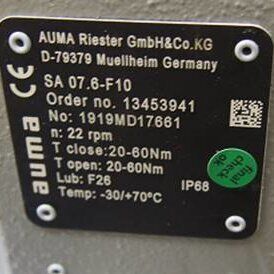 AUMA Riester GmbH&Co.KG
D-79379 Muellheim Germany
SA 07.6-F10
Order no: 13453941
No: 1919MD17661
n: 22 rpm
T close: 20-60Nm
T open: 20-60Nm
Lub: F26
IP68
Temp: -30/+70°C
CE
auma
final
check
ok